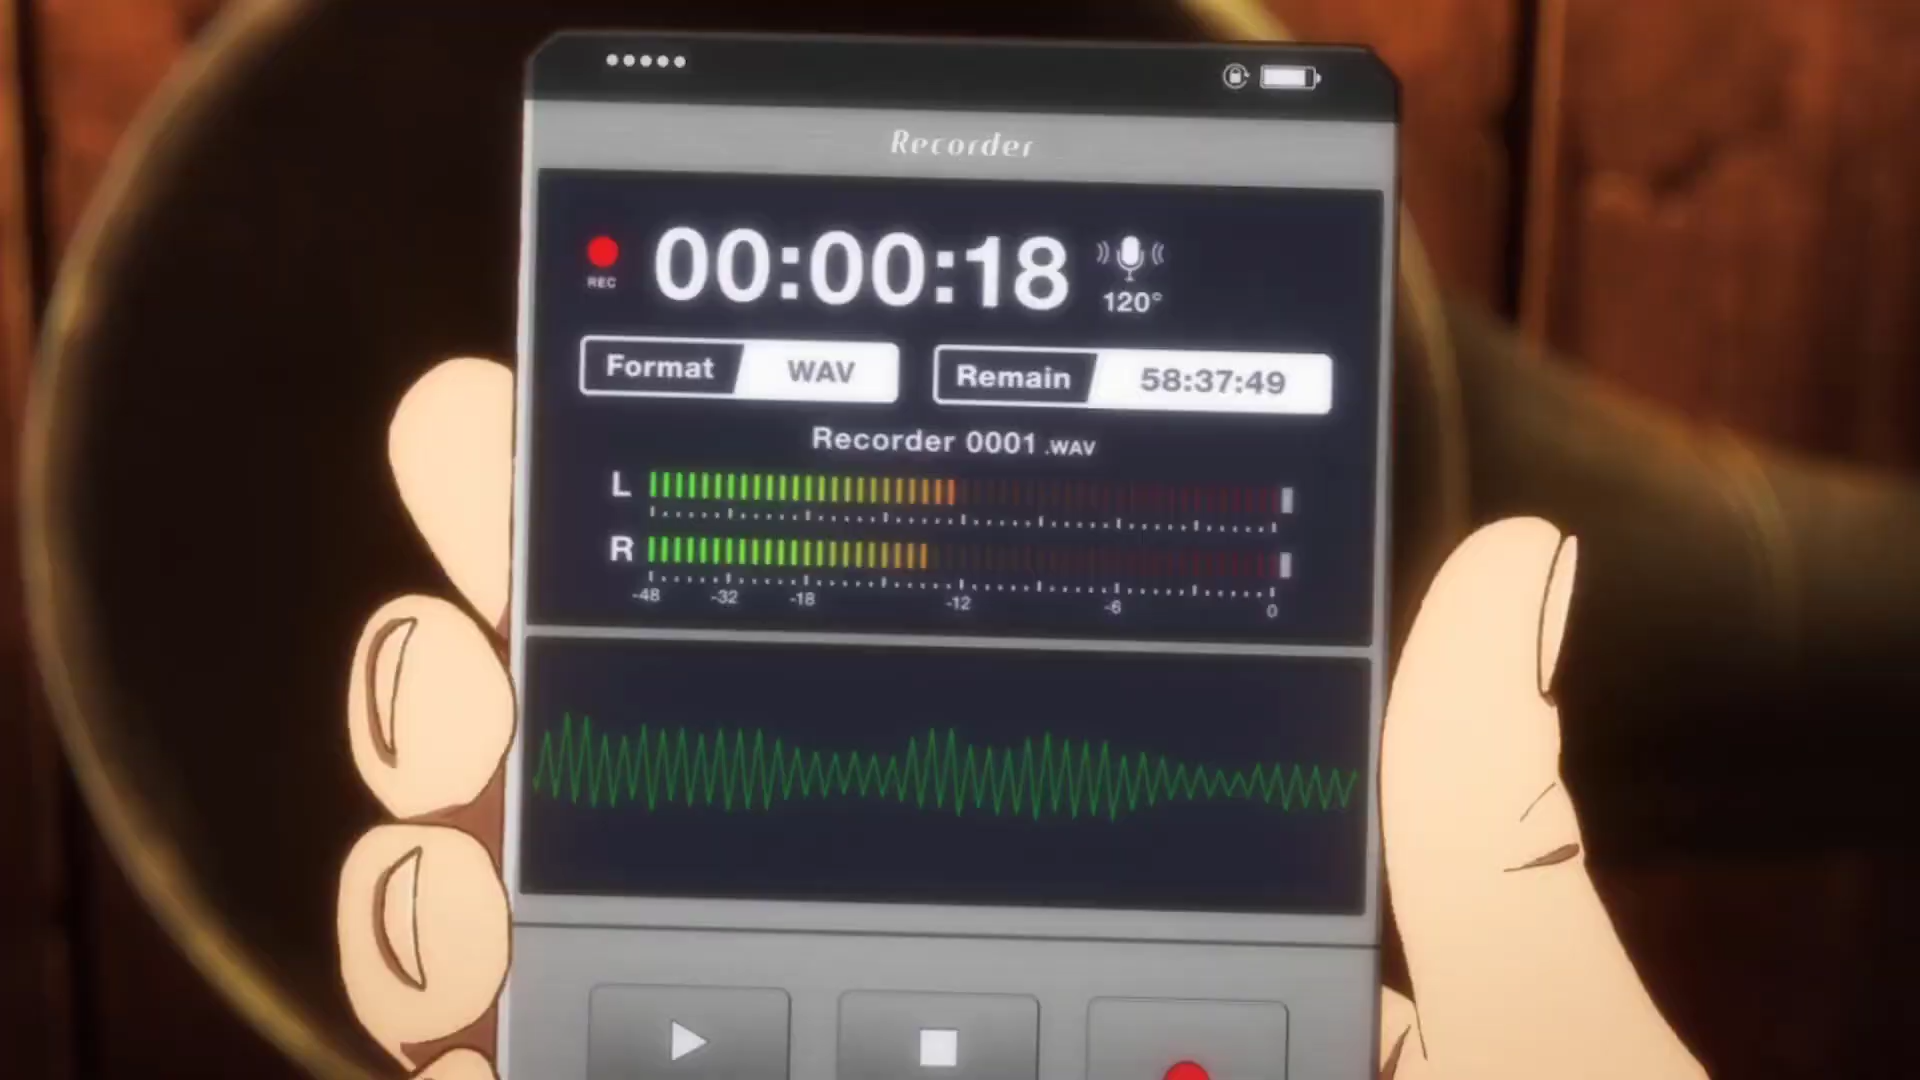 Recorder
REC 00:00:18
120°
Format WAV Remain 58:37:49
Recorder 0001 .WAV
L
R
-48 -32 -18 -12 -6 0